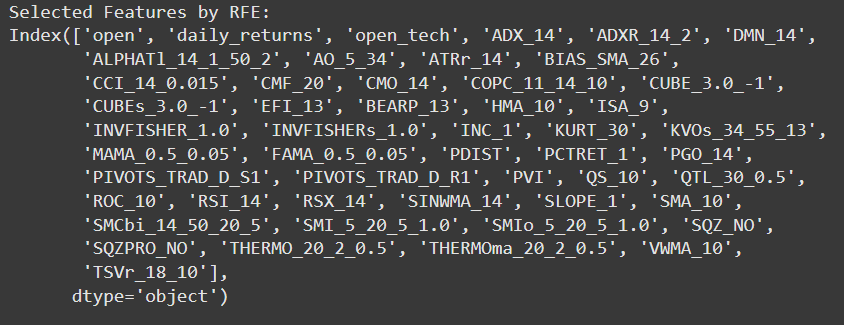 Selected Features by RFE:
Index(['open', 'daily_returns', 'open_tech', 'ADX_14', 'ADXR_14_2', 'DMN_14',
'ALPHATl_14_1_50_2', 'AO_5_34', 'ATRr_14', 'BIAS_SMA_26',
'CCI_14_0.015', 'CMF_20', 'CMO_14', 'COPC_11_14_10', 'CUBE_3.0_-1',
'CUBEs_3.0_-1', 'EFI_13', 'BEARP_13', 'HMA_10', 'ISA_9',
'INVFISHER_1.0', 'INVFISHERs_1.0', 'INC_1', 'KURT_30', 'KVOs_34_55_13',
'MAMA_0.5_0.05', 'FAMA_0.5_0.05', 'PDIST', 'PCTRET_1', 'PGO_14',
'PIVOTS_TRAD_D_S1', 'PIVOTS_TRAD_D_R1', 'PVI', 'QS_10', 'QTL_30_0.5',
'ROC_10', 'RSI_14', 'RSX_14', 'SINWMA_14', 'SLOPE_1', 'SMA_10',
'SMCbi_14_50_20_5', 'SMI_5_20_5_1.0', 'SMIo_5_20_5_1.0', 'SQZ_NO',
'SQZPRO_NO', 'THERMO_20_2_0.5', 'THERMOma_20_2_0.5', 'VWMA_10',
'TSVr_18_10'],
dtype='object')